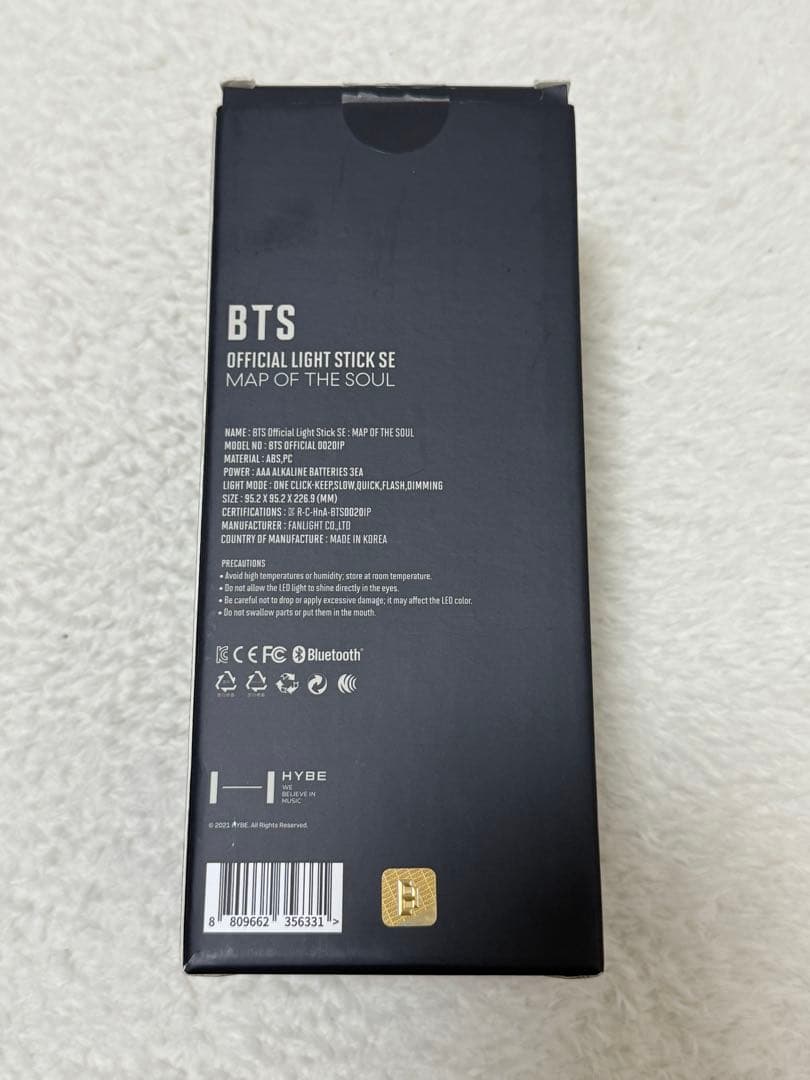 BTS
OFFICIAL LIGHT STICK SE
MAP OF THE SOUL
NAME : BTS Official Light Stick SE : MAP OF THE SOUL
MODEL NO : BTS OFFICIAL 00201P
MATERIAL : ABS,PC
POWER : AAA ALKALINE BATTERIES 3EA
LIGHT MODE : ONE CLICK-KEEP,SLOW,QUICK,FLASH,DIMMING
SIZE : 95.2 X 95.2 X 226.9 (MM)
CERTIFICATIONS : R-C-HnA-BTS00201P
MANUFACTURER : FANLIGHT CO.,LTD
COUNTRY OF MANUFACTURE : MADE IN KOREA
PRECAUTIONS
• Avoid high temperatures or humidity; store at room temperature.
• Do not allow the LED light to shine directly in the eyes.
• Be careful not to drop or apply excessive damage; it may affect the LED color.
• Do not swallow parts or put them in the mouth.
CE FC Bluetooth®
HYBE
WE
BELIEVE IN
MUSIC
© 2021 HYBE. All Rights Reserved.
8 809662 356331 >